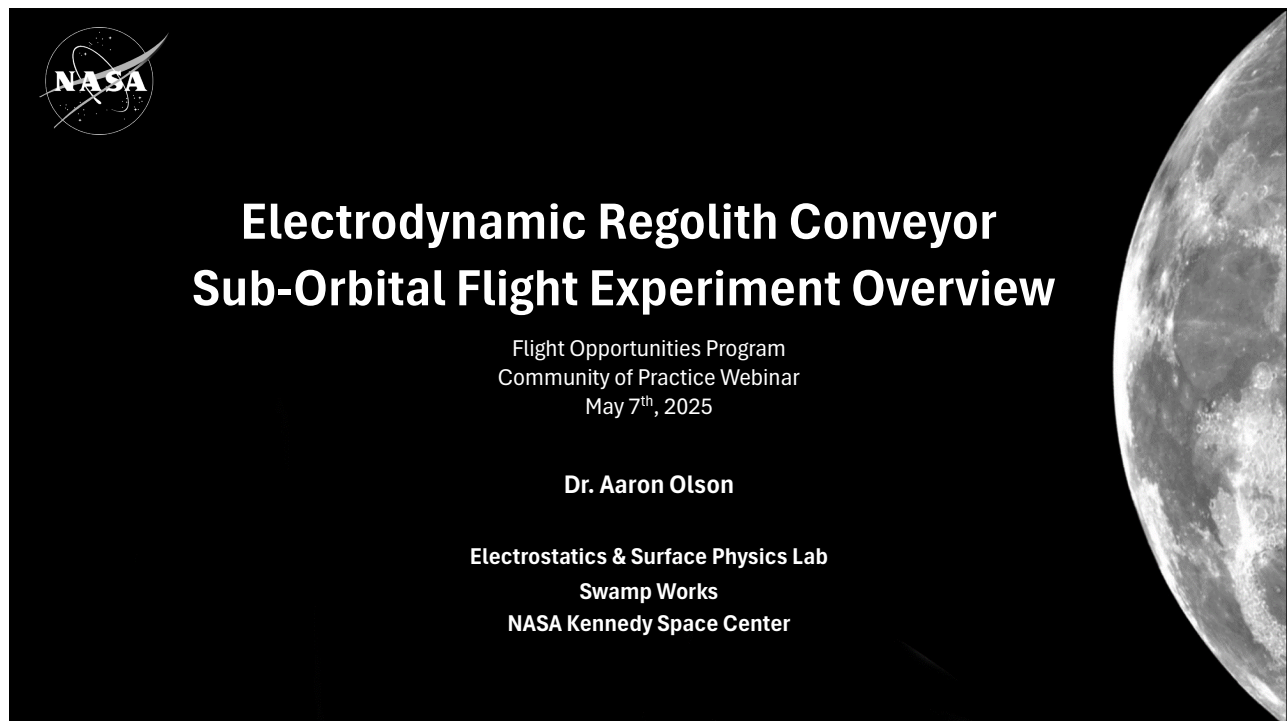 NASA
Electrodynamic Regolith Conveyor
Sub-Orbital Flight Experiment Overview
Flight Opportunities Program
Community of Practice Webinar
May 7th, 2025
Dr. Aaron Olson
Electrostatics & Surface Physics Lab
Swamp Works
NASA Kennedy Space Center